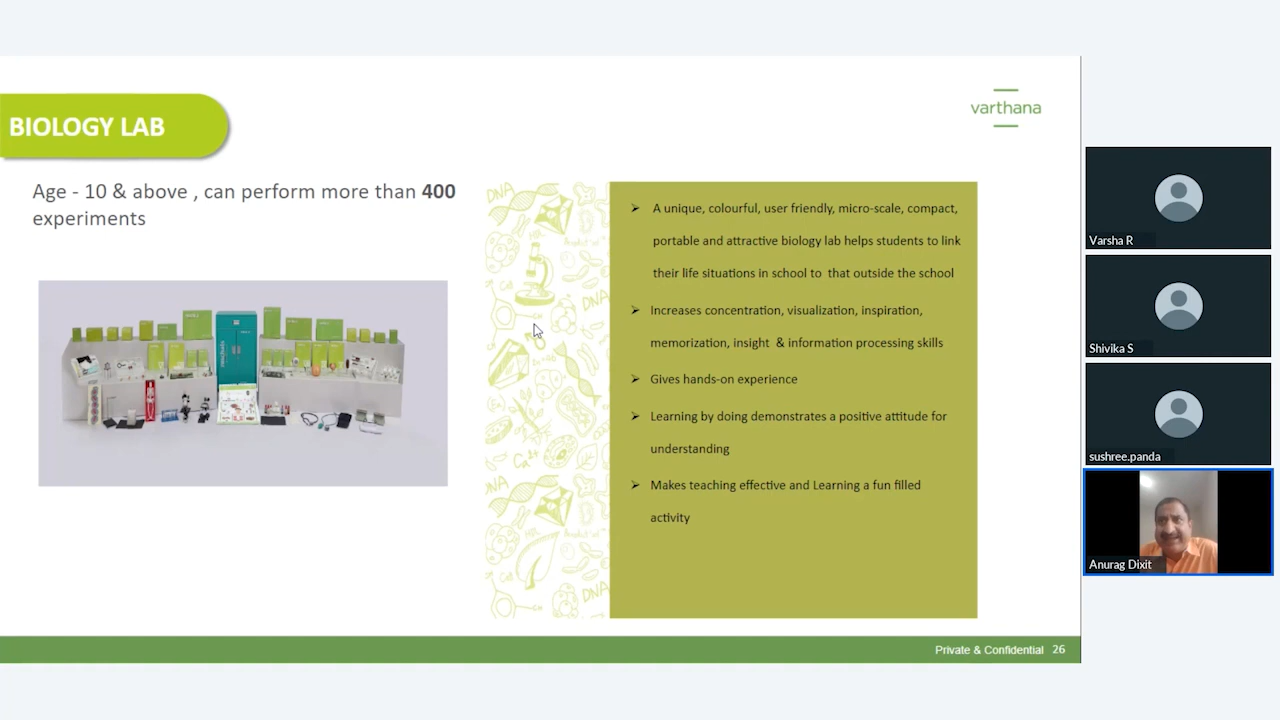 BIOLOGY LAB
varthana
Age - 10 & above , can perform more than 400
experiments
DNA
➢ A unique, colourful, user friendly, micro-scale, compact,
portable and attractive biology lab helps students to link
their life situations in school to that outside the school
➢ Increases concentration, visualization, inspiration,
memorization, insight & information processing skills
➢ Gives hands-on experience
➢ Learning by doing demonstrates a positive attitude for
understanding
➢ Makes teaching effective and Learning a fun filled
activity
DNA
Ca²⁺
DNA
Private & Confidential 26
Varsha R
Shivika S
sushree.panda
Anurag Dixit